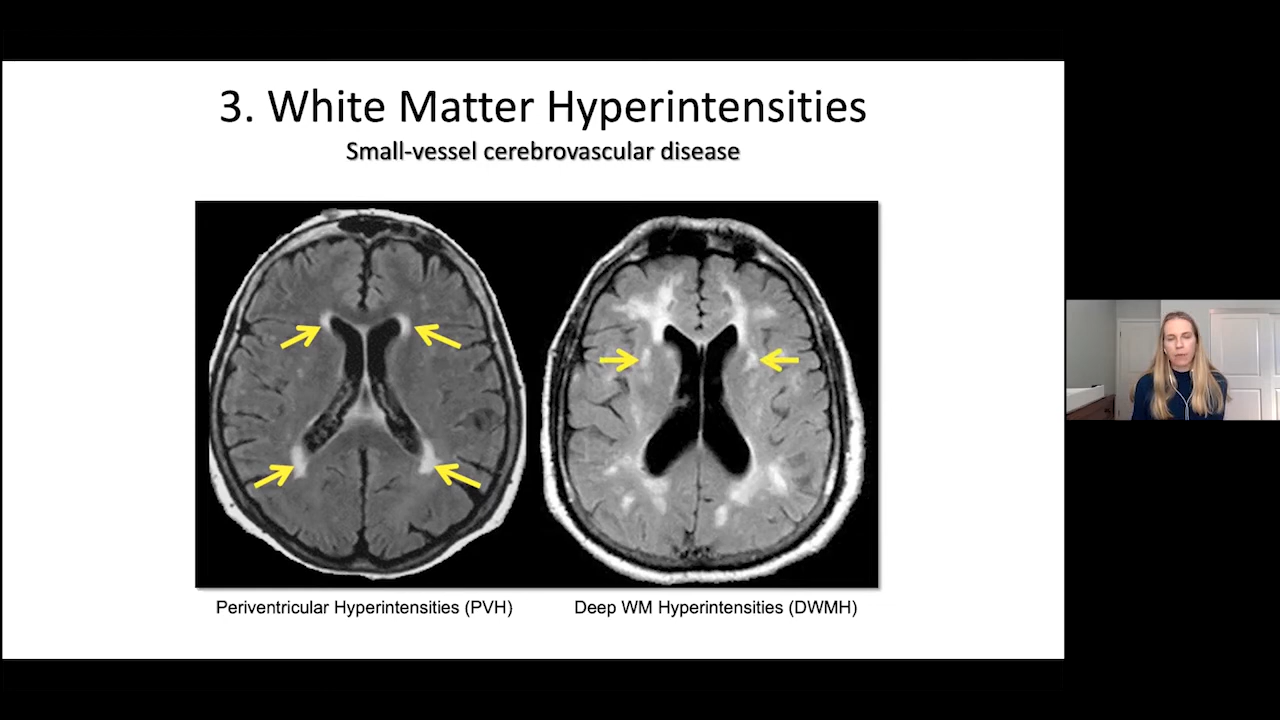 3. White Matter Hyperintensities
Small-vessel cerebrovascular disease
Periventricular Hyperintensities (PVH)
Deep WM Hyperintensities (DWMH)